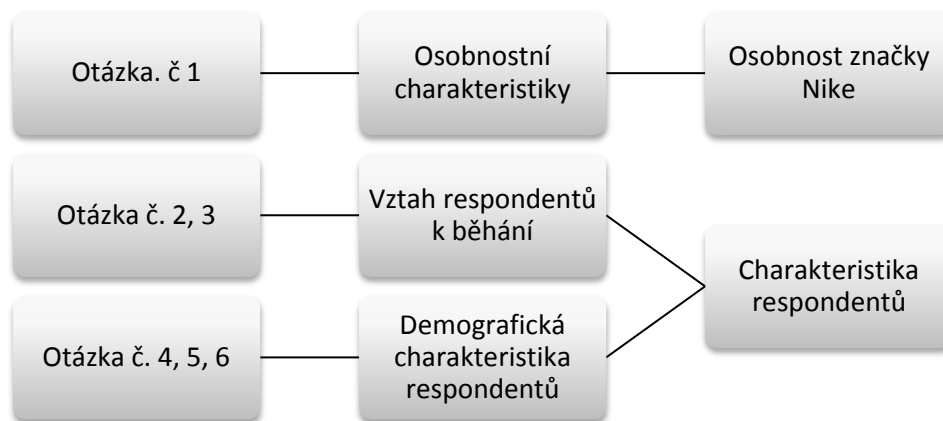 Otázka. č 1
Osobnostní
charakteristiky
Osobnost značky
Nike
Otázka č. 2, 3
Vztah respondentů
k běhání
Charakteristika
respondentů
Otázka č. 4, 5, 6
Demografická
charakteristika
respondentů